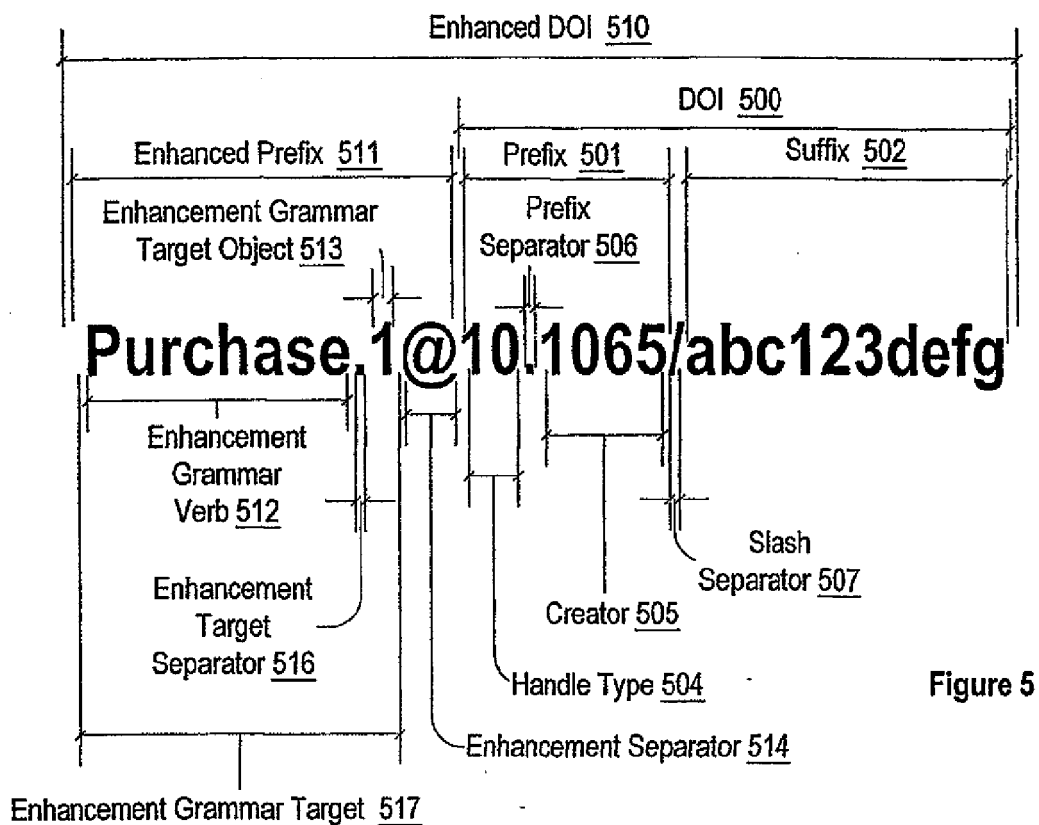 Enhanced DOI 510
DOI 500
Enhanced Prefix 511
Prefix 501
Suffix 502
Enhancement Grammar
Target Object 513
Prefix
Separator 506
Purchase.1@10.1065/abc123defg
Enhancement
Grammar
Verb 512
Slash
Separator 507
Enhancement
Target
Separator 516
Creator 505
Handle Type 504
Figure 5
Enhancement Separator 514
Enhancement Grammar Target 517